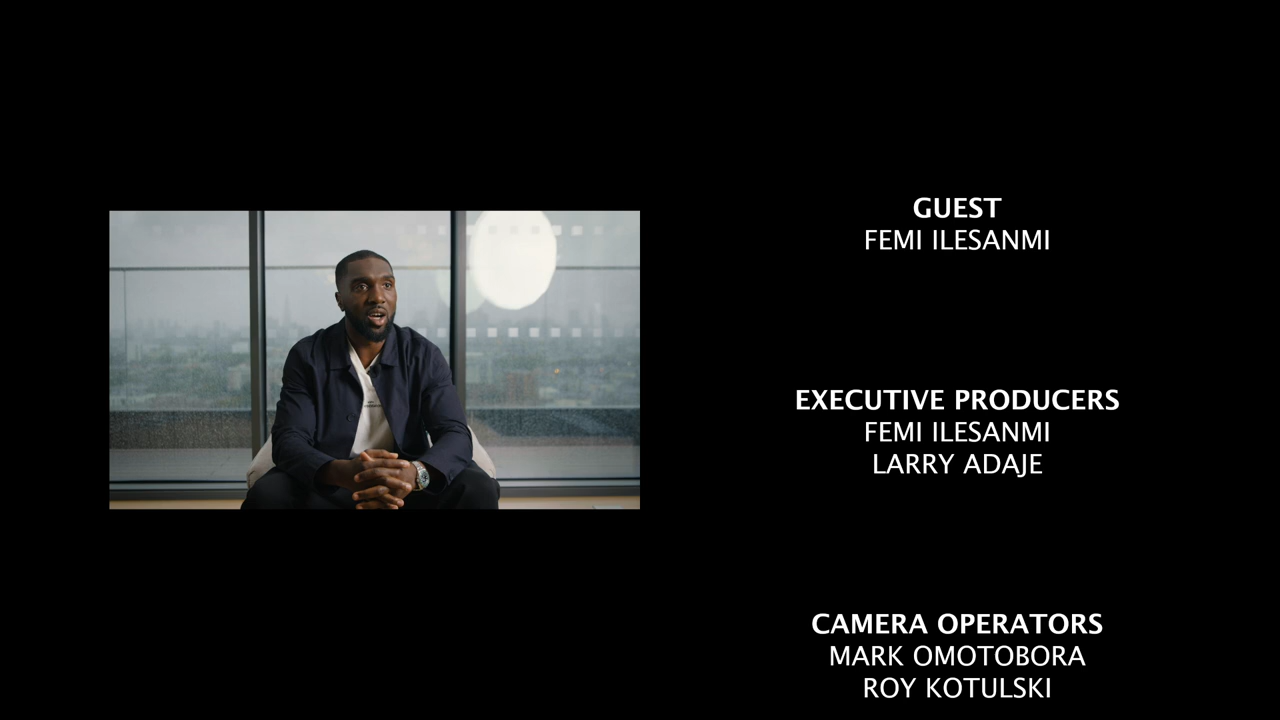 GUEST
FEMI ILESANMI
EXECUTIVE PRODUCERS
FEMI ILESANMI
LARRY ADAJE
CAMERA OPERATORS
MARK OMOTOBORA
ROY KOTULSKI